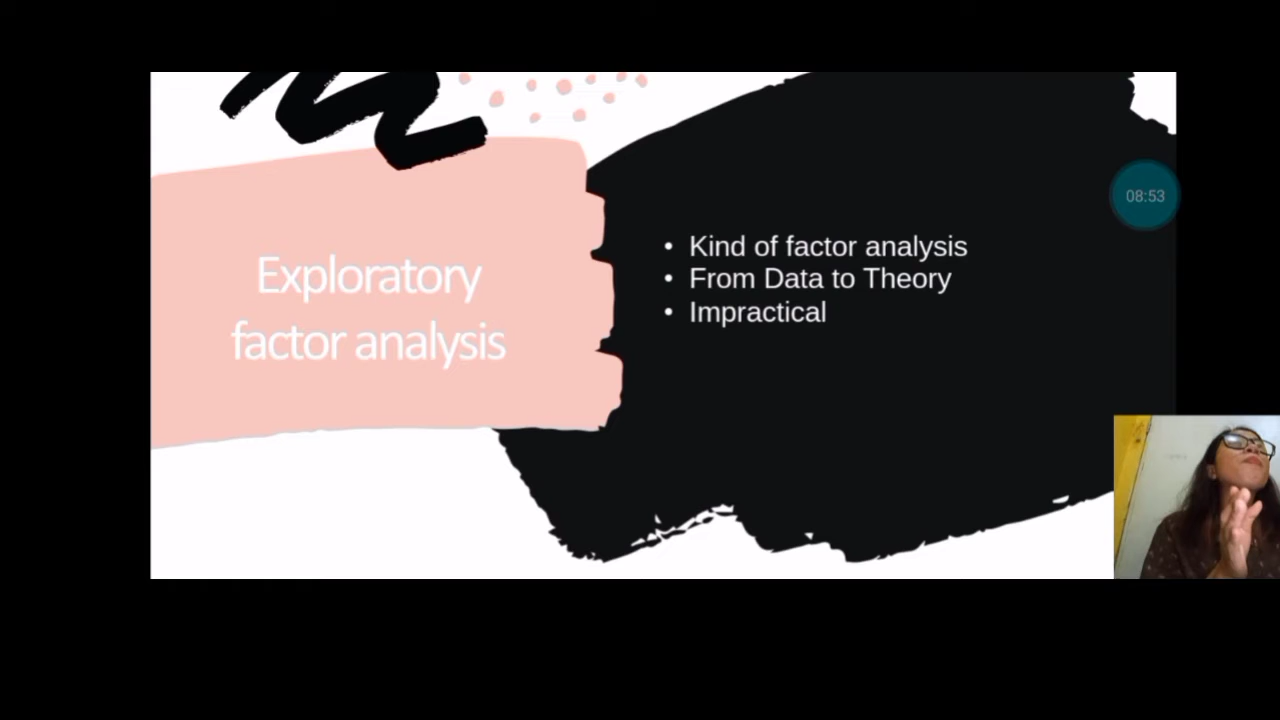 Exploratory
factor analysis
• Kind of factor analysis
• From Data to Theory
• Impractical
08:53